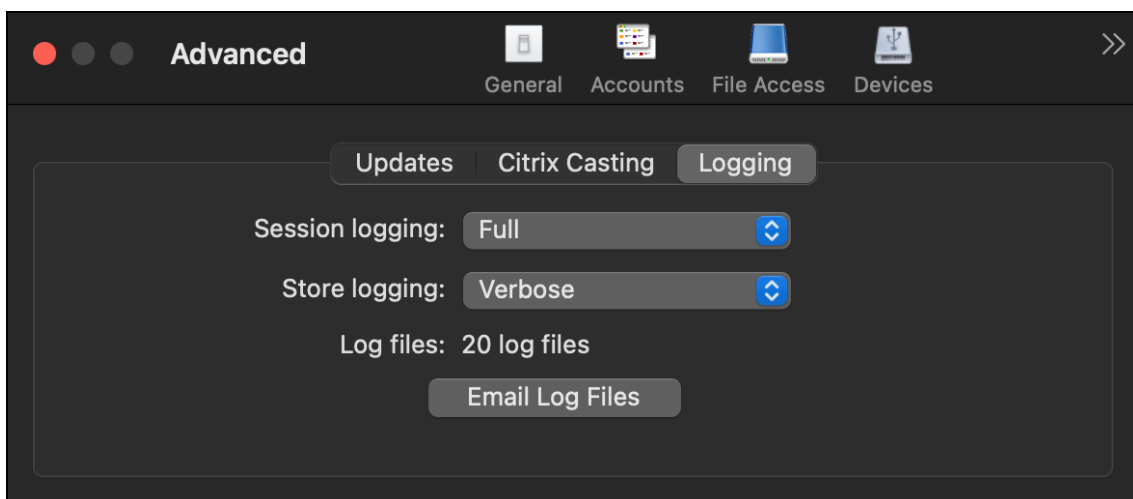 Advanced
General Accounts File Access Devices
Updates Citrix Casting Logging
Session logging: Full
Store logging: Verbose
Log files: 20 log files
Email Log Files